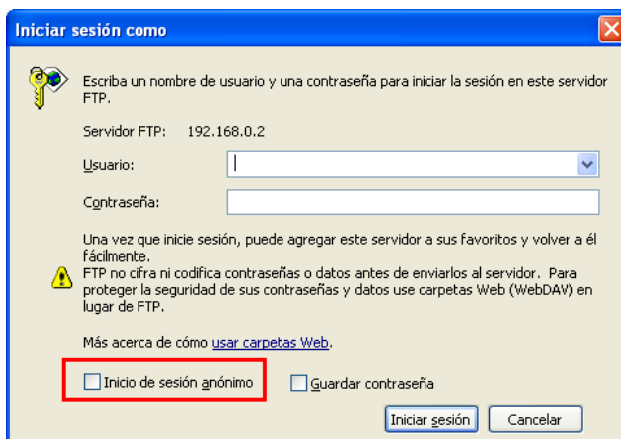 Iniciar sesión como
Escriba un nombre de usuario y una contraseña para iniciar la sesión en este servidor
FTP.
Servidor FTP: 192.168.0.2
Usuario:
Contraseña:
Una vez que inicie sesión, puede agregar este servidor a sus favoritos y volver a él
fácilmente.
FTP no cifra ni codifica contraseñas o datos antes de enviarlos al servidor. Para
proteger la seguridad de sus contraseñas y datos use carpetas Web (WebDAV) en
lugar de FTP.
Más acerca de cómo usar carpetas Web.
Inicio de sesión anónimo Guardar contraseña
Iniciar sesión Cancelar